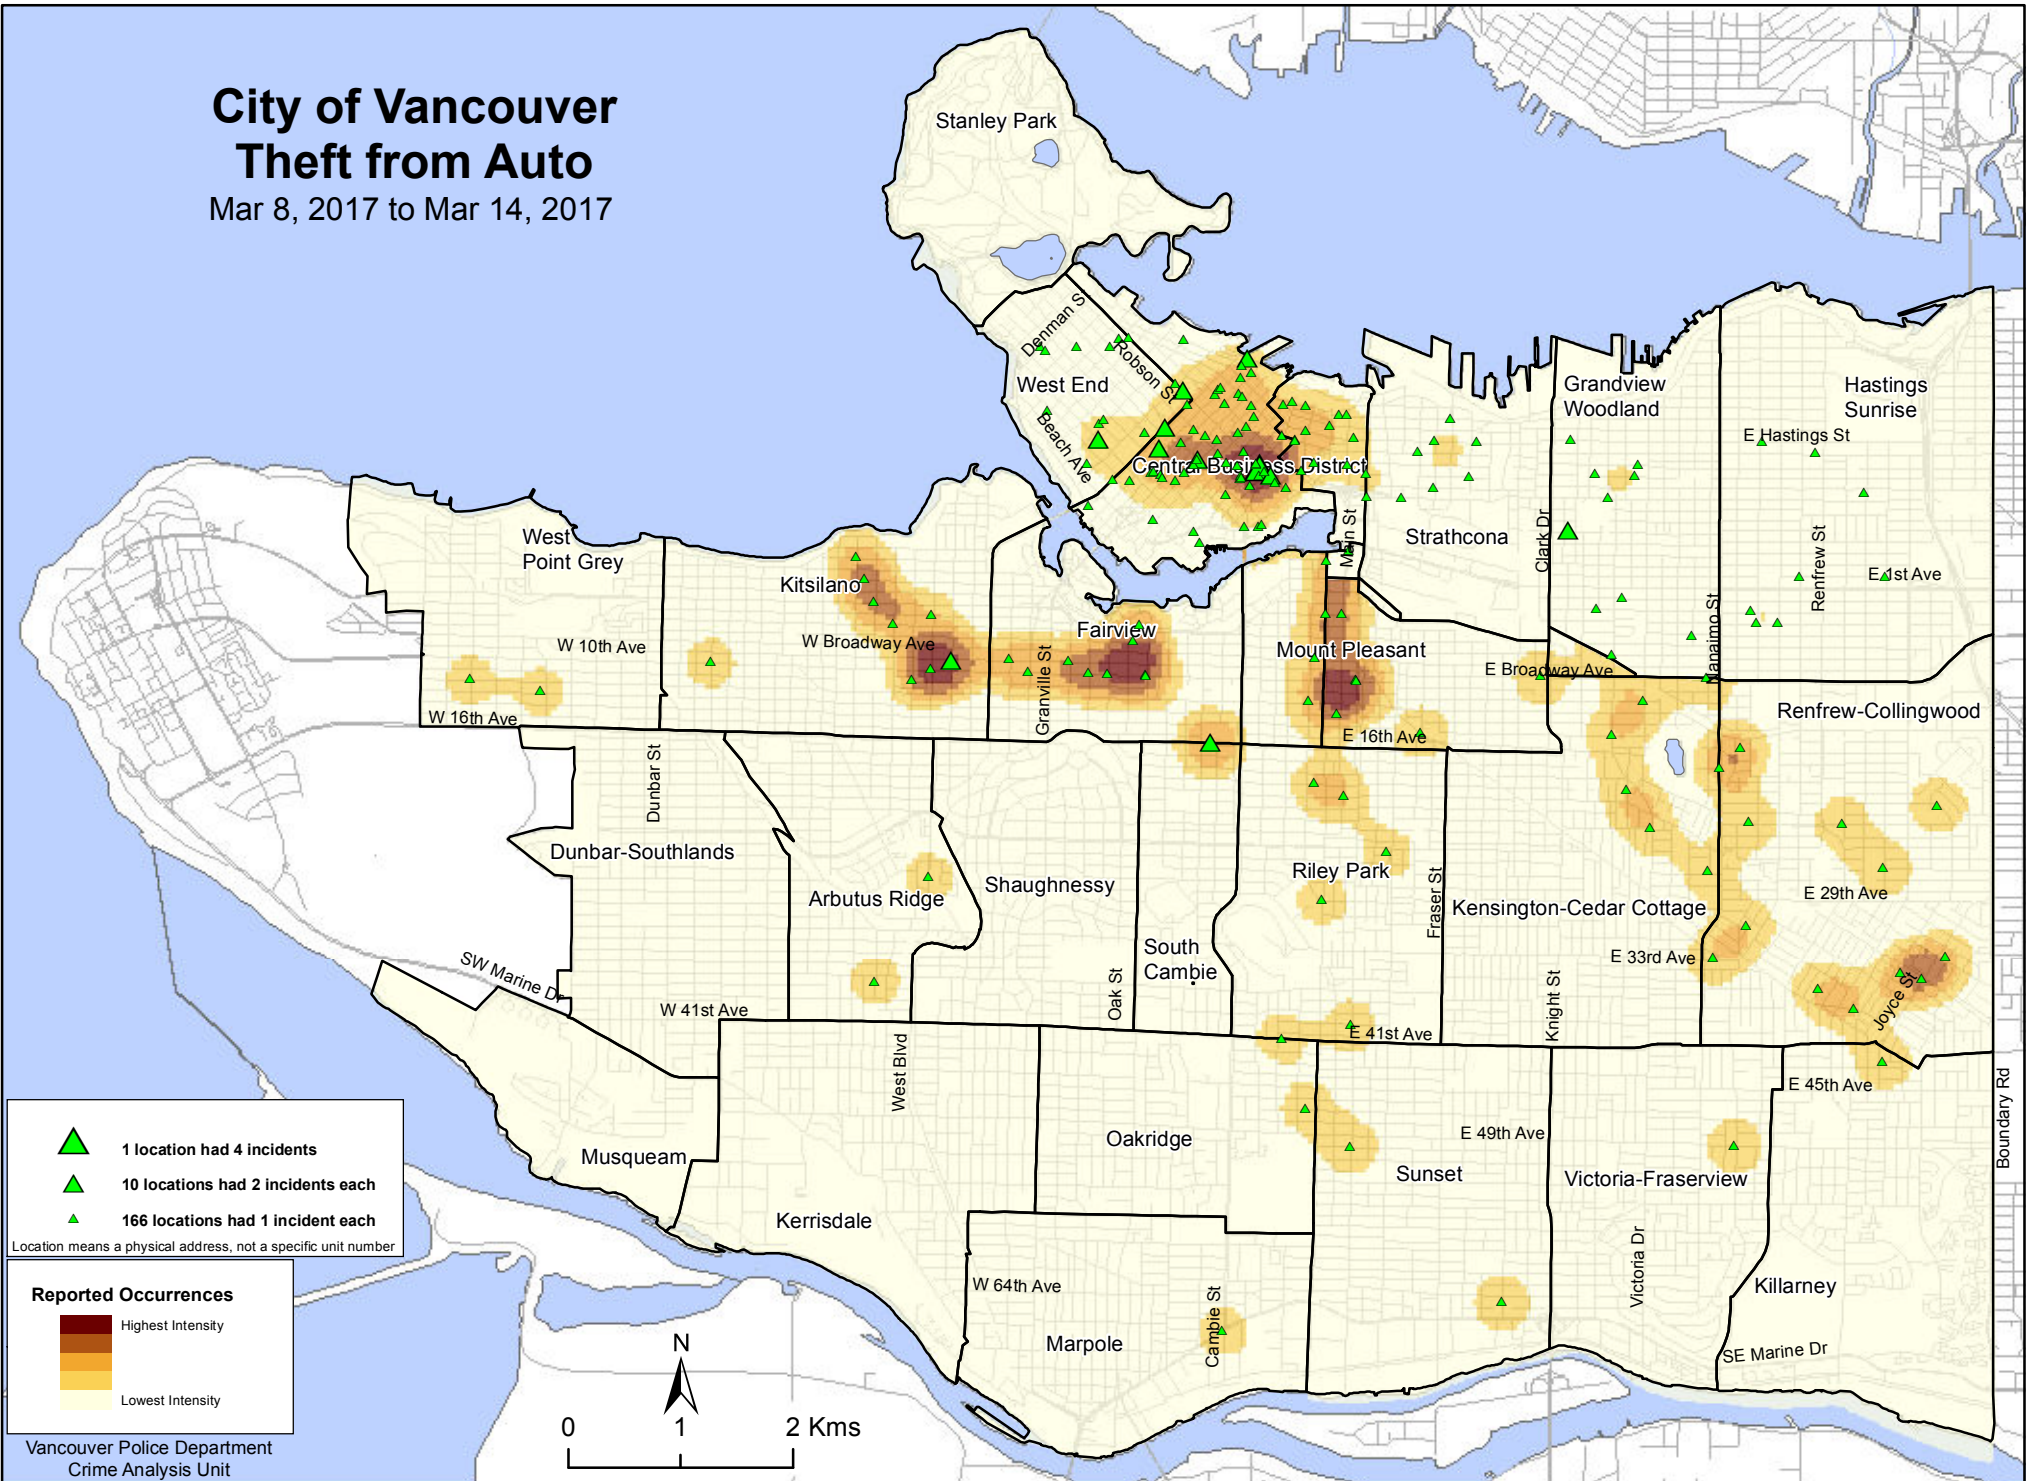 City of Vancouver
Theft from Auto
Mar 8, 2017 to Mar 14, 2017
Stanley Park
Denman S
Robson St
West End
Beach Ave
Central Business District
Main St
Strathcona
Clark Dr
Grandview
Woodland
Hastings
Sunrise
E Hastings St
Renfrew St
E 1st Ave
Nanaimo St
West
Point Grey
Kitsilano
W 10th Ave
W Broadway Ave
Fairview
Granville St
Mount Pleasant
E Broadway Ave
W 16th Ave
E 16th Ave
Renfrew-Collingwood
Dunbar St
Dunbar-Southlands
Arbutus Ridge
Shaughnessy
South
Cambie
Oak St
Riley Park
Fraser St
Kensington-Cedar Cottage
E 29th Ave
E 33rd Ave
Knight St
Joyce St
SW Marine Dr
W 41st Ave
E 41st Ave
West Blvd
E 45th Ave
Boundary Rd
Musqueam
Oakridge
E 49th Ave
Sunset
Victoria-Fraserview
Kerrisdale
Victoria Dr
Killarney
W 64th Ave
Marpole
Cambie St
SE Marine Dr
1 location had 4 incidents
10 locations had 2 incidents each
166 locations had 1 incident each
Location means a physical address, not a specific unit number
Reported Occurrences
Highest Intensity
Lowest Intensity
Vancouver Police Department
Crime Analysis Unit
N
0 1 2 Kms